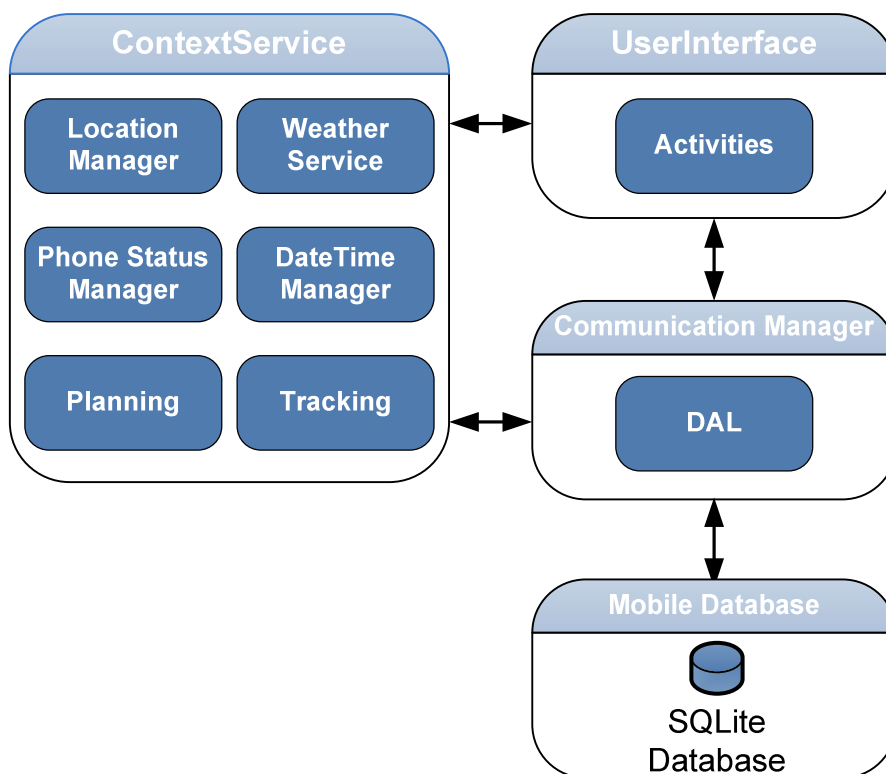 ContextService
Location
Manager
Weather
Service
Phone Status
Manager
DateTime
Manager
Planning
Tracking
UserInterface
Activities
Communication Manager
DAL
Mobile Database
SQLite
Database